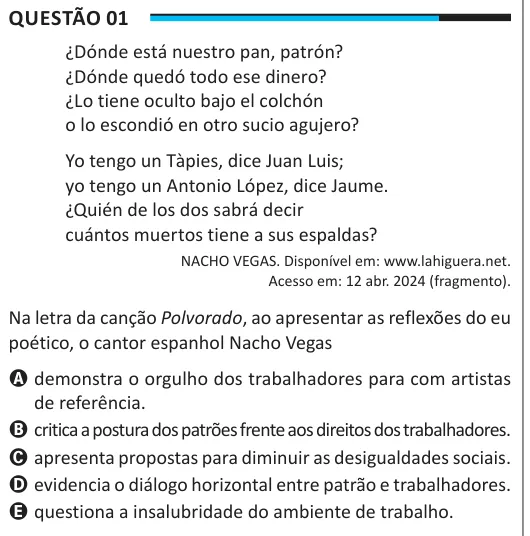 QUESTÃO 01
¿Dónde está nuestro pan, patrón?
¿Dónde quedó todo ese dinero?
¿Lo tiene oculto bajo el colchón
o lo escondió en otro sucio agujero?
Yo tengo un Tàpies, dice Juan Luis;
yo tengo un Antonio López, dice Jaume.
¿Quién de los dos sabrá decir
cuántos muertos tiene a sus espaldas?
NACHO VEGAS. Disponível em: www.lahiguera.net.
Acesso em: 12 abr. 2024 (fragmento).
Na letra da canção Polvorado, ao apresentar as reflexões do eu
poético, o cantor espanhol Nacho Vegas
A demonstra o orgulho dos trabalhadores para com artistas
de referência.
B critica a postura dos patrões frente aos direitos dos trabalhadores.
C apresenta propostas para diminuir as desigualdades sociais.
D evidencia o diálogo horizontal entre patrão e trabalhadores.
E questiona a insalubridade do ambiente de trabalho.